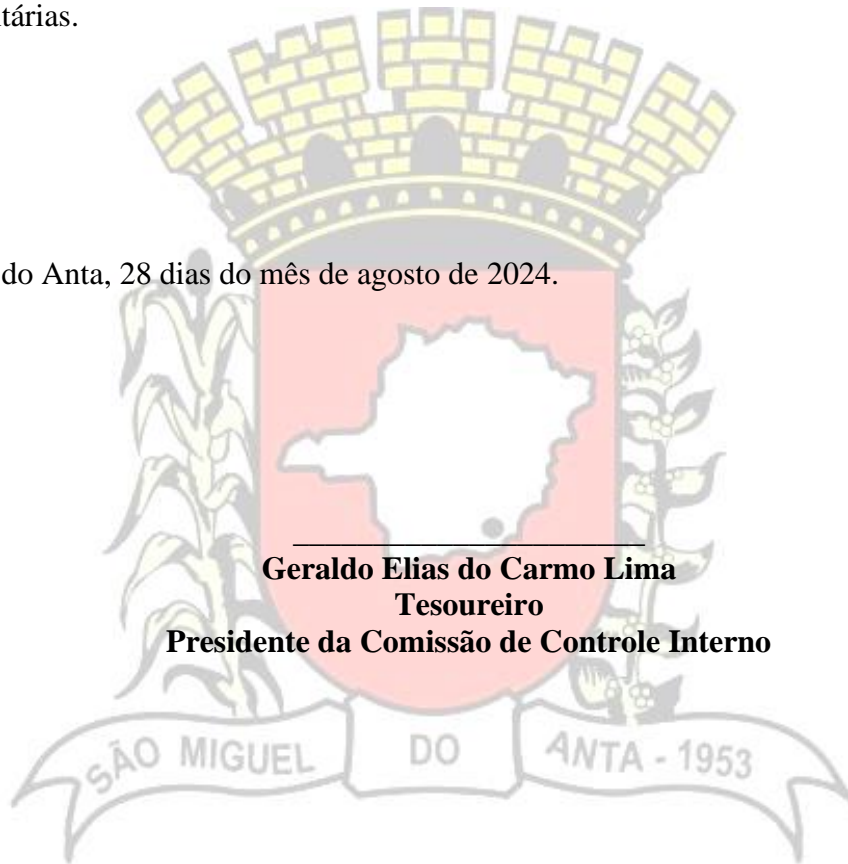 tárias.
do Anta, 28 dias do mês de agosto de 2024.
Geraldo Elias do Carmo Lima
Tesoureiro
Presidente da Comissão de Controle Interno
SÃO MIGUEL DO ANTA - 1953